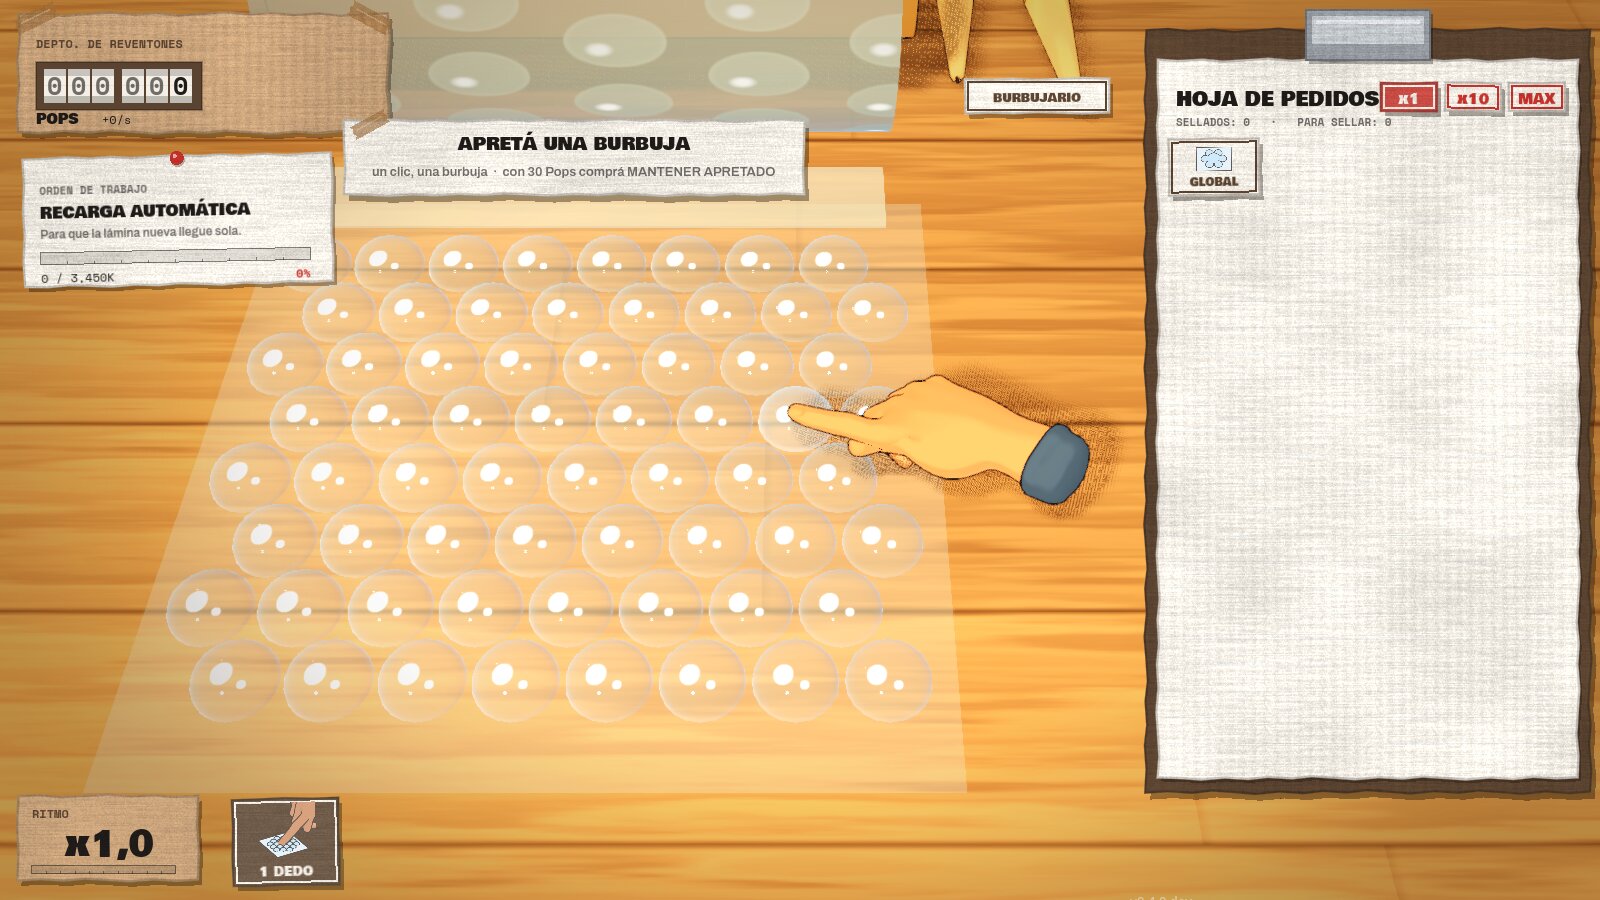 DEPTO. DE REVENTONES
000000
POPS +0/s
APRETÁ UNA BURBUJA
un clic, una burbuja · con 30 Pops comprá MANTENER APRETADO
ORDEN DE TRABAJO
RECARGA AUTOMÁTICA
Para que la lámina nueva llegue sola.
0 / 3.450K 0%
BURBUJARIO
HOJA DE PEDIDOS x1 x10 MAX
SELLADOS: 0 · PARA SELLAR: 0
GLOBAL
RITMO
x1,0
1 DEDO